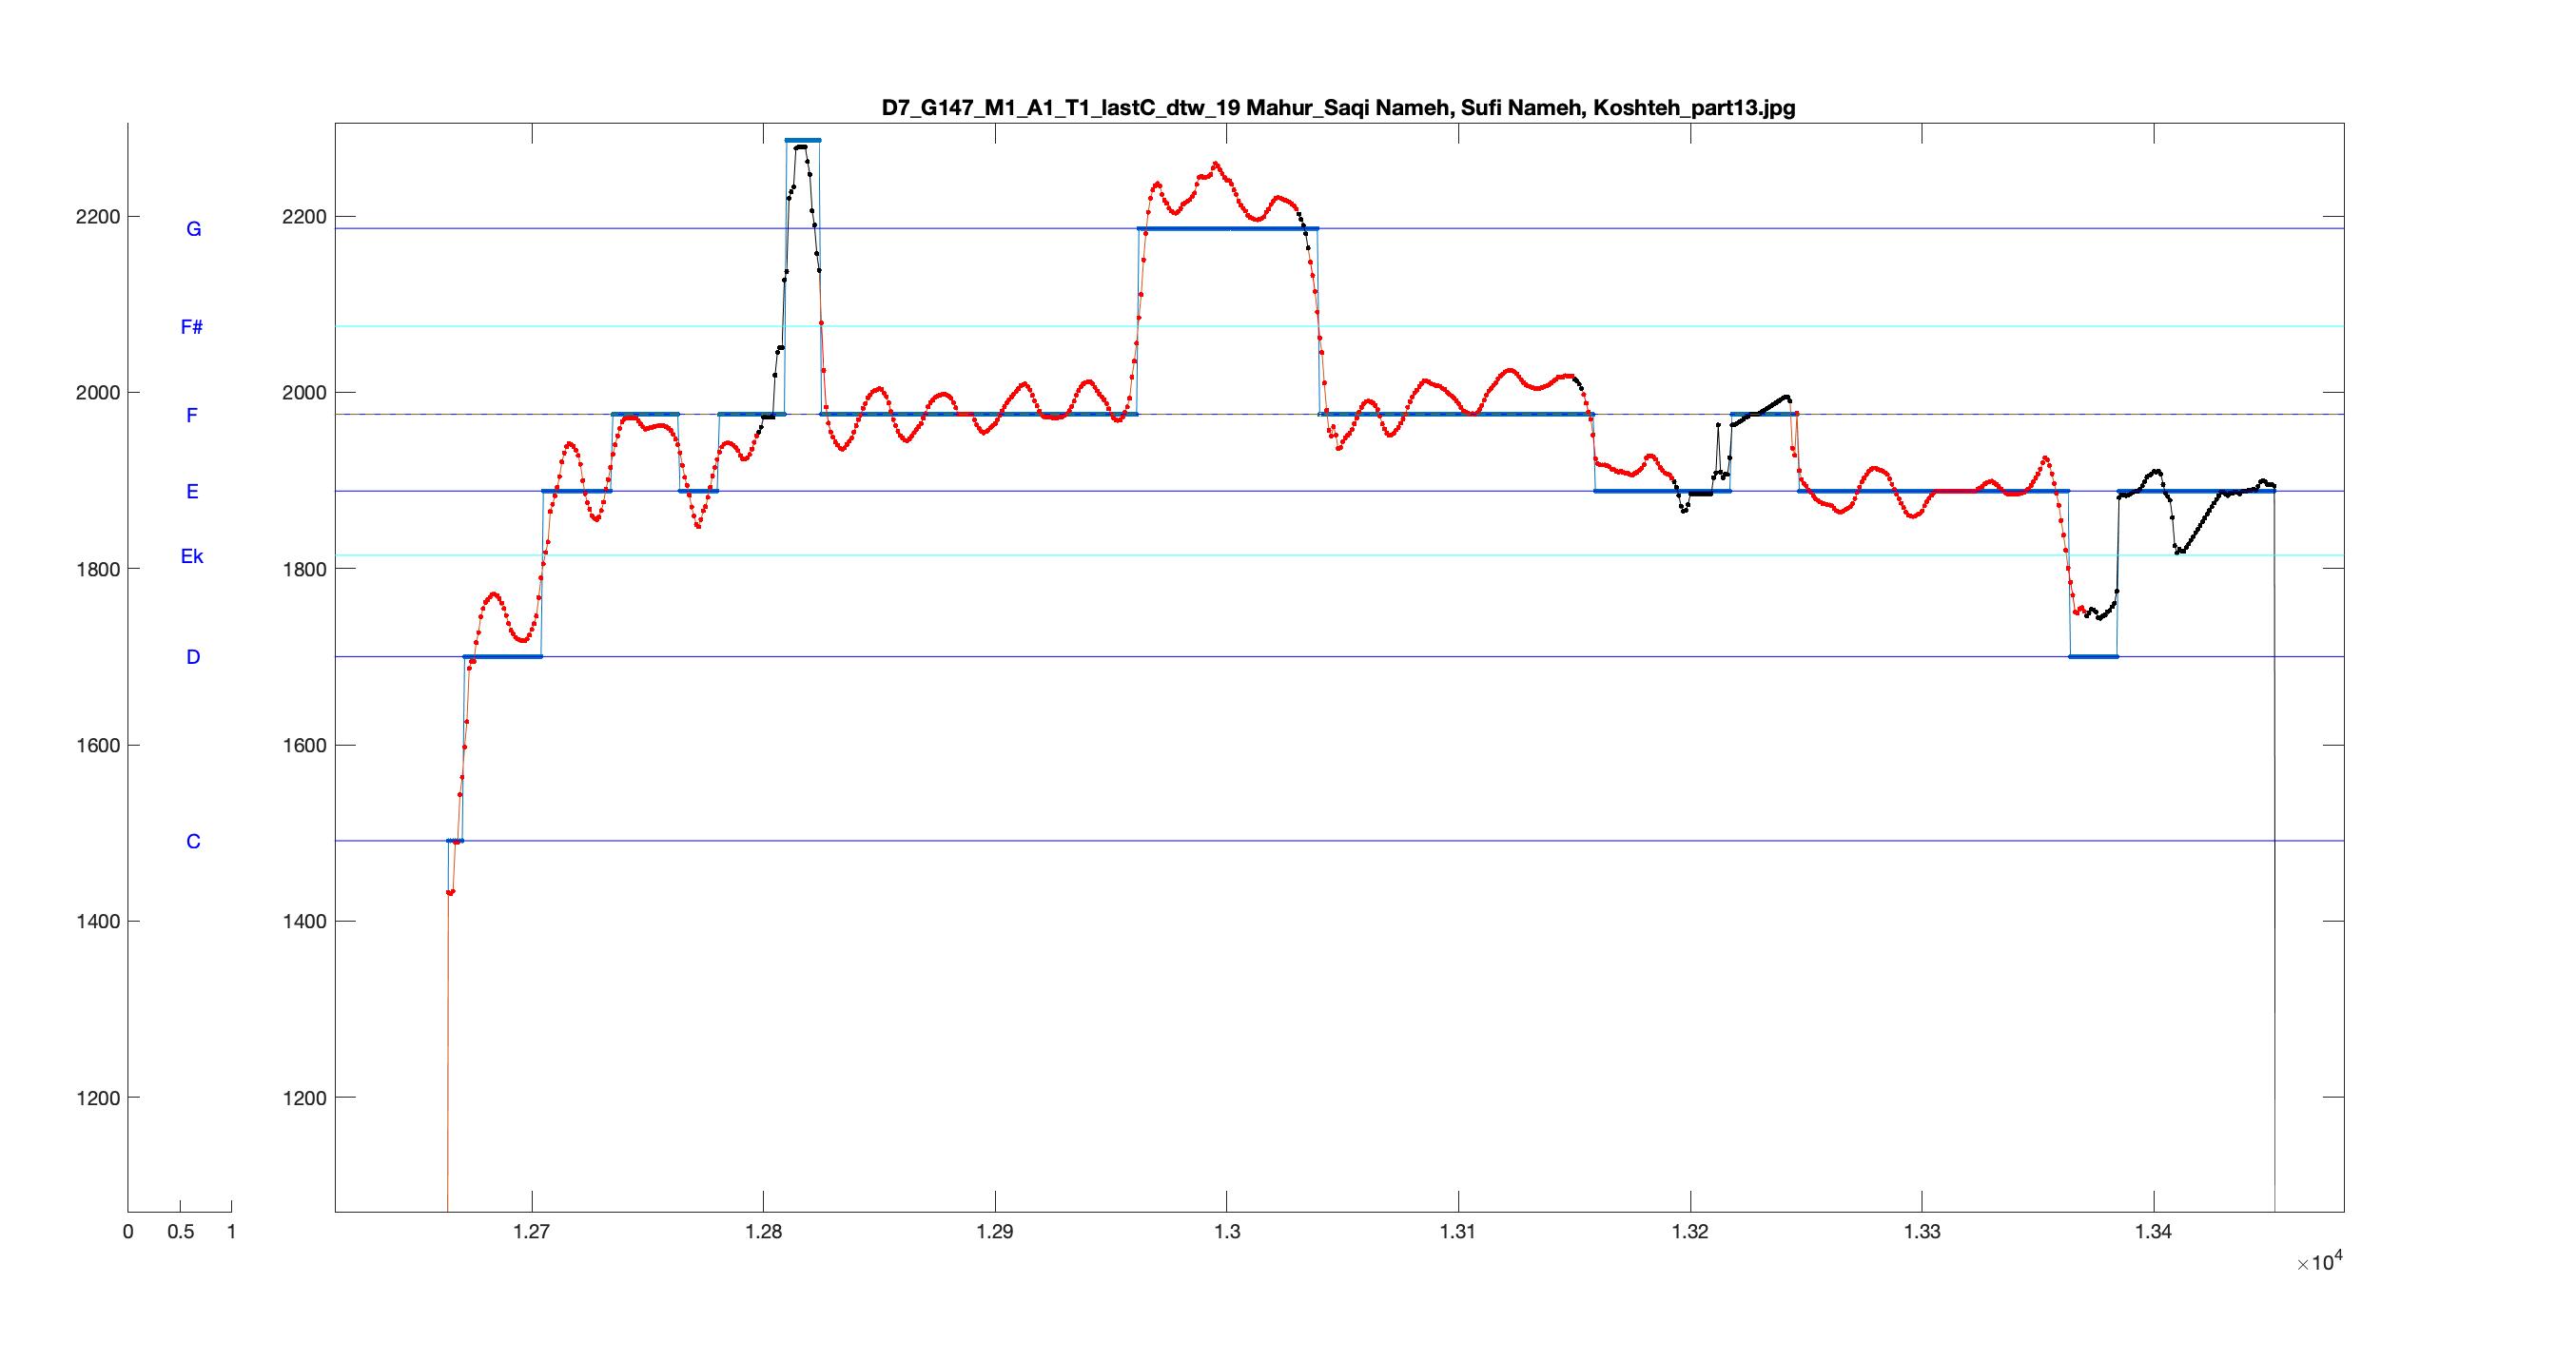 D7_G147_M1_A1_T1_lastC_dtw_19 Mahur_Saqi Nameh, Sufi Nameh, Koshteh_part13.jpg
2200 G 2200
F# 
2000 F 2000
E
1800 Ek 1800
D
1600 1600
C
1400 1400
1200 1200
0 0.5 1 1.27 1.28 1.29 1.3 1.31 1.32 1.33 1.34
×10^4